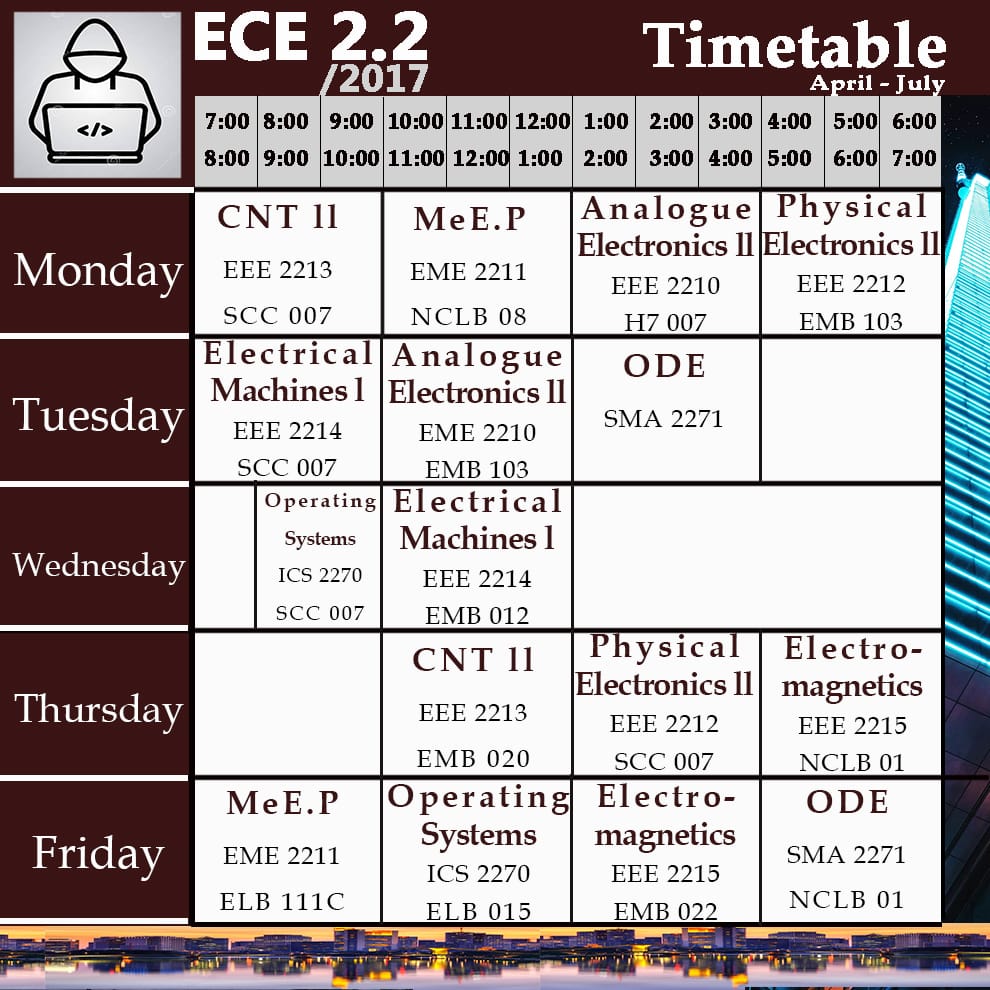 </>
ECE 2.2
/2017
Timetable
April - July
7:00 8:00 9:00 10:00 11:00 12:00 1:00 2:00 3:00 4:00 5:00 6:00
8:00 9:00 10:00 11:00 12:00 1:00 2:00 3:00 4:00 5:00 6:00 7:00
Monday
CNT ll
EEE 2213
SCC 007
MeE.P
EME 2211
NCLB 08
Analogue
Electronics ll
EEE 2210
H7 007
Physical
Electronics ll
EEE 2212
EMB 103
Tuesday
Electrical
Machines l
EEE 2214
SCC 007
Analogue
Electronics ll
EME 2210
EMB 103
ODE
SMA 2271
Wednesday
Operating
Systems
ICS 2270
SCC 007
Electrical
Machines l
EEE 2214
EMB 012
Thursday
CNT ll
EEE 2213
EMB 020
Physical
Electronics ll
EEE 2212
SCC 007
Electro-
magnetics
EEE 2215
NCLB 01
Friday
MeE.P
EME 2211
ELB 111C
Operating
Systems
ICS 2270
ELB 015
Electro-
magnetics
EEE 2215
EMB 022
ODE
SMA 2271
NCLB 01